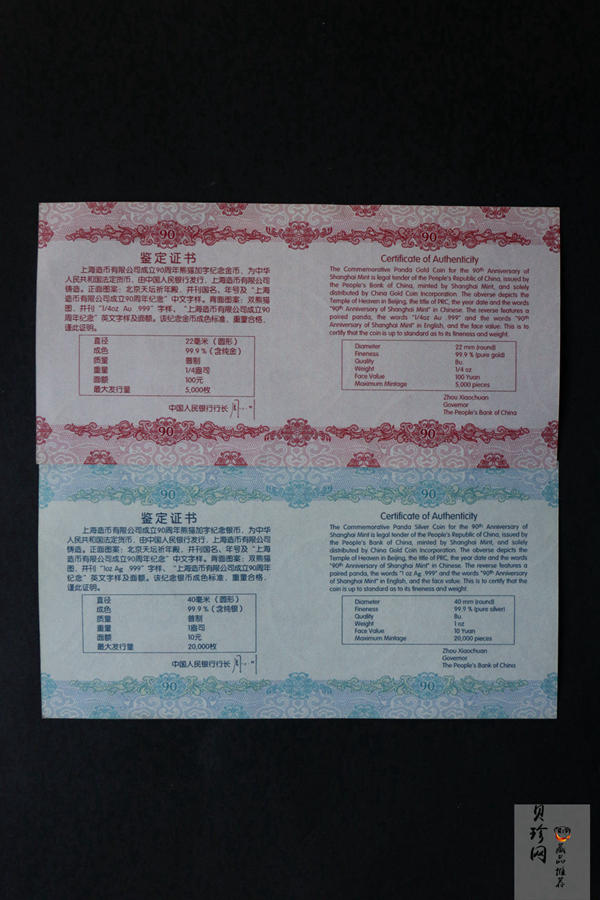 90
90
鉴定证书
上海造币有限公司成立90周年熊猫加字纪念金币,为中华
人民共和国法定货币,由中国人民银行发行,上海造币有限公司
铸造。正面图案:北京天坛祈年殿,并刊国名、年号及“上海
造币有限公司成立90周年纪念”中文字样。背面图案:双熊猫
图,并刊“1/4oz Au .999”字样、“上海造币有限公司成立90
周年纪念”英文字样及面额。该纪念金币成色标准,重量合格,
谨此证明。
直径 22毫米(圆形)
成色 99.9%(含纯金)
质量 普制
重量 1/4盎司
面额 100元
最大发行量 5,000枚
中国人民银行行长
Certificate of Authenticity
The Commemorative Panda Gold Coin for the 90th Anniversary of
Shanghai Mint is legal tender of the People's Republic of China, issued
by the People's Bank of China, minted by Shanghai Mint, and solely
distributed by China Gold Coin Incorporation. The obverse depicts the
Temple of Heaven in Beijing, the title of PRC, the year date and the words
"90th Anniversary of Shanghai Mint" in Chinese. The reverse features a
paired panda, the words "1/4oz Au .999" and the words "90th
Anniversary of Shanghai Mint" in English, and the face value. This is to
certify that the coin is up to standard as to its fineness and weight.
Diameter 22 mm (round)
Fineness 99.9 % (pure gold)
Quality Bu.
Weight 1/4 oz
Face Value 100 Yuan
Maximum Mintage 5,000 pieces
Zhou Xiaochuan
Governor
The People's Bank of China
90
90
90
90
鉴定证书
上海造币有限公司成立90周年熊猫加字纪念银币,为中华
人民共和国法定货币,由中国人民银行发行,上海造币有限公司
铸造。正面图案:北京天坛祈年殿,并刊国名、年号及“上海
造币有限公司成立90周年纪念”中文字样。背面图案:双熊猫
图,并刊“1oz Ag .999”字样、“上海造币有限公司成立90周年
纪念”英文字样及面额。该纪念银币成色标准,重量合格,
谨此证明。
直径 40毫米(圆形)
成色 99.9%(含纯银)
质量 普制
重量 1盎司
面额 10元
最大发行量 20,000枚
中国人民银行行长
Certificate of Authenticity
The Commemorative Panda Silver Coin for the 90th Anniversary of
Shanghai Mint is legal tender of the People's Republic of China, issued by
the People's Bank of China, minted by Shanghai Mint, and solely
distributed by China Gold Coin Incorporation. The obverse depicts the
Temple of Heaven in Beijing, the title of PRC, the year date and the words
"90th Anniversary of Shanghai Mint" in Chinese. The reverse features a
paired panda, the words "1 oz Ag .999" and the words "90th Anniversary
of Shanghai Mint" in English, and the face value. This is to certify that the
coin is up to standard as to its fineness and weight.
Diameter 40 mm (round)
Fineness 99.9 % (pure silver)
Quality Bu.
Weight 1 oz
Face Value 10 Yuan
Maximum Mintage 20,000 pieces
Zhou Xiaochuan
Governor
The People's Bank of China
90
90
贝珍网
藏品推荐